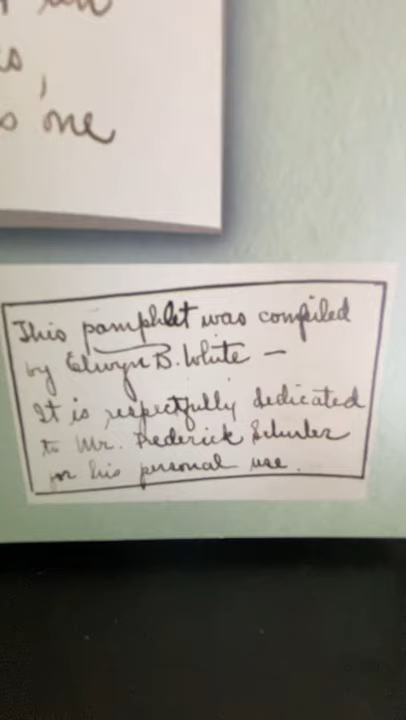 one
This pamphlet was compiled
by Elwyn B. White —
It is respectfully dedicated
to Mr. Frederick Schuler
for his personal use.